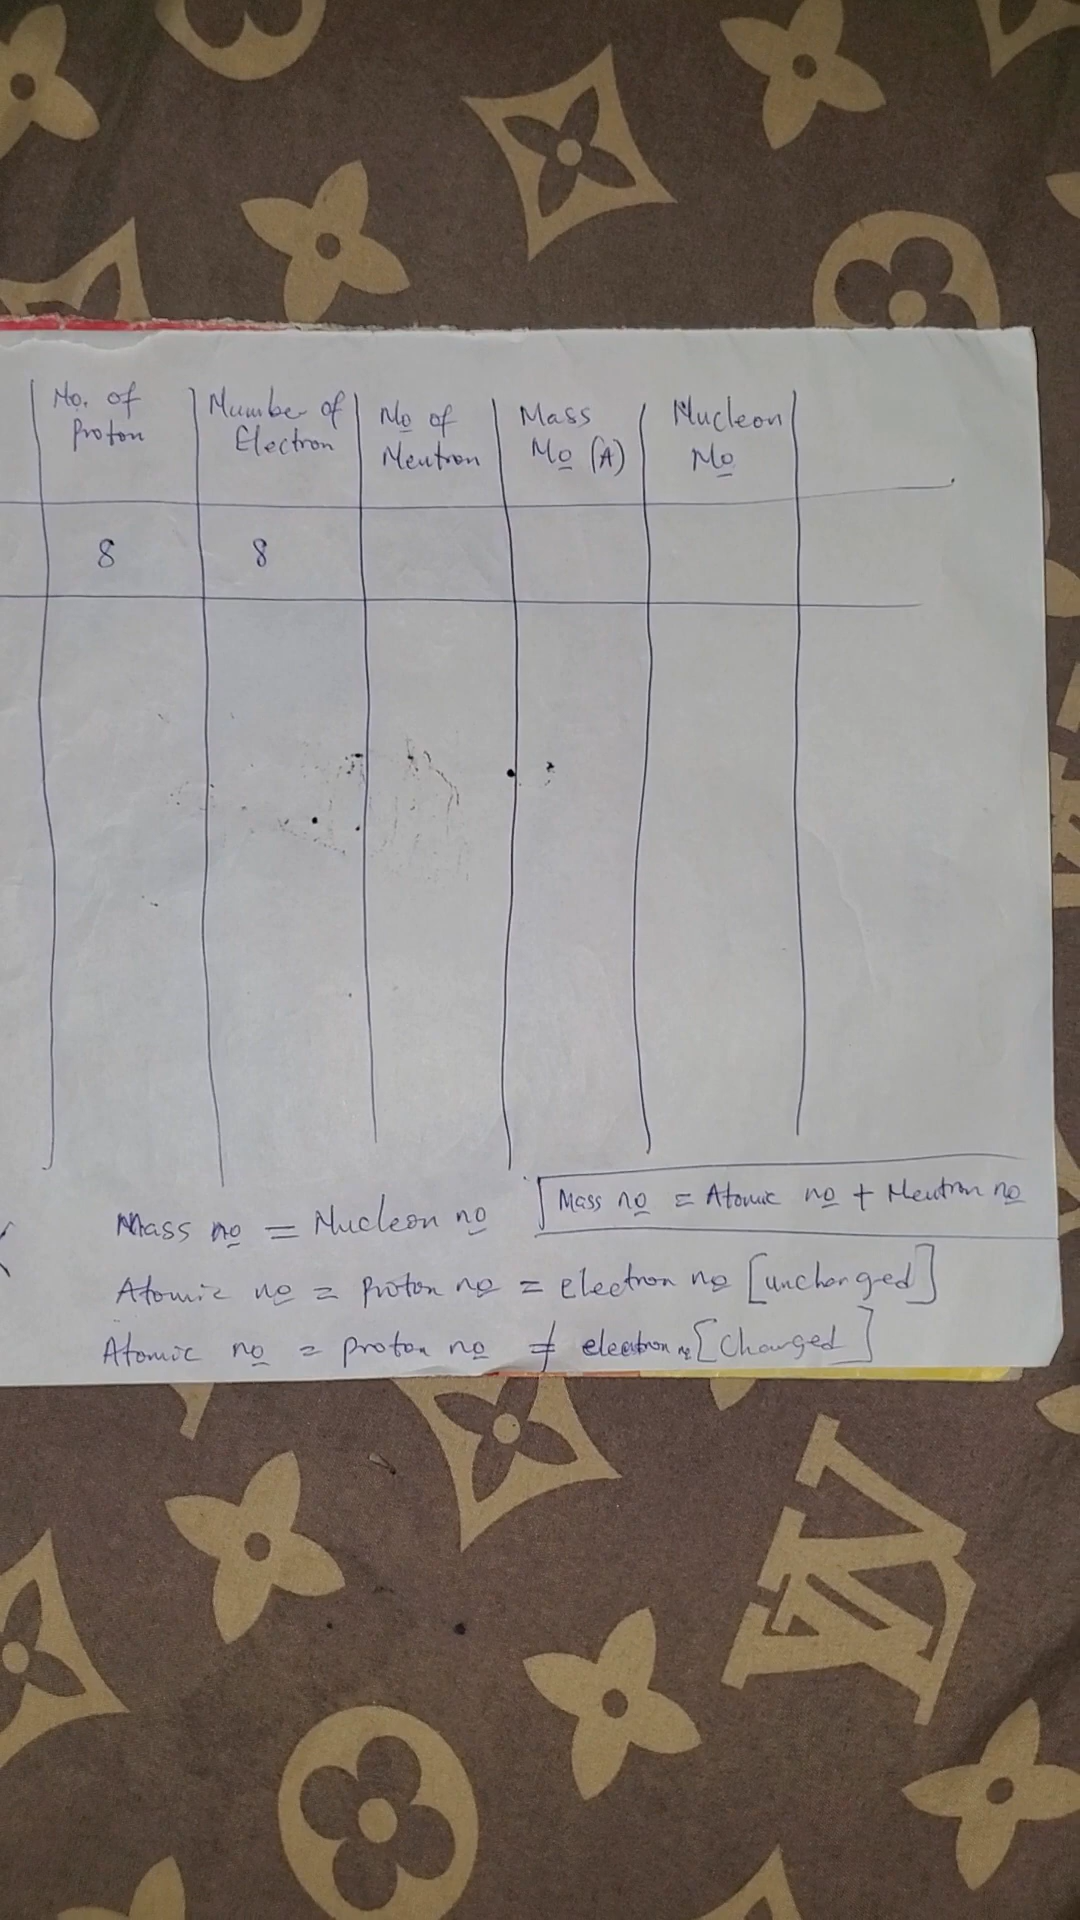 No. of Proton
Number of Electron
No of Neutron
Mass No (A)
Nucleon No
8
8
Mass no = Nucleon no
Mass no = Atomic no + Neutron no
Atomic no = Proton no = electron no [unchanged]
Atomic no = proton no ≠ electron no [Charged]